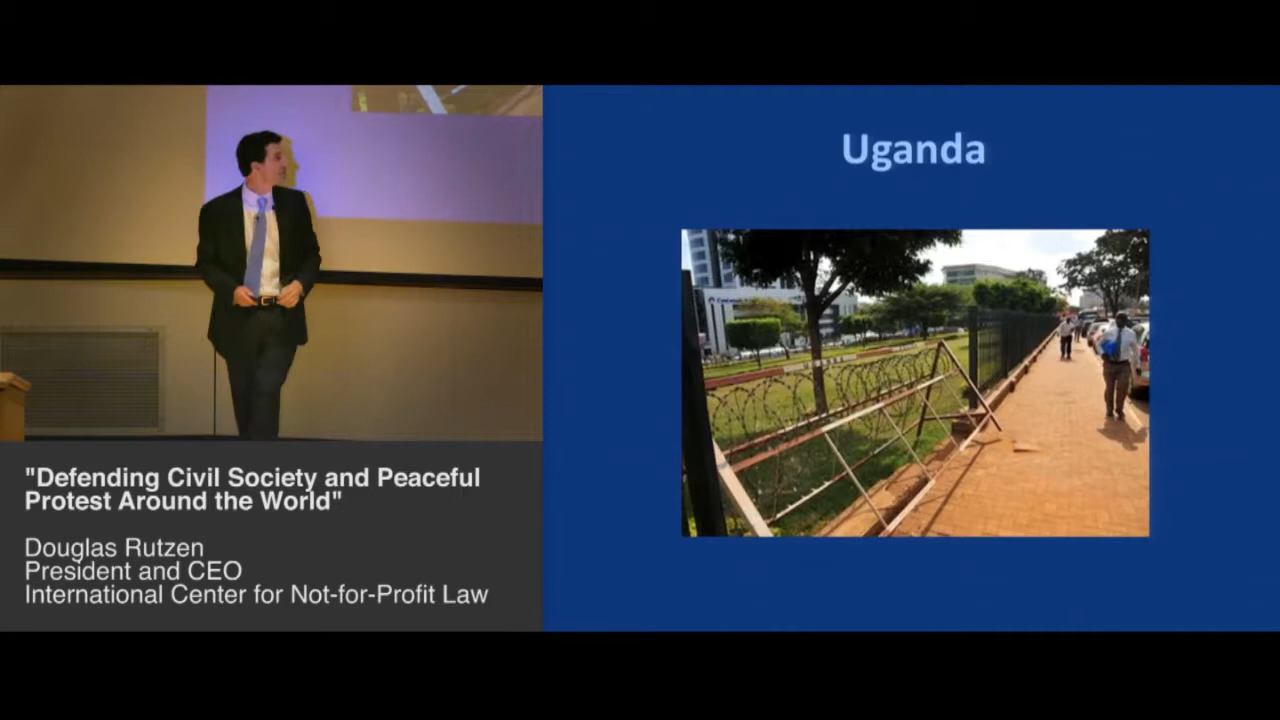 Uganda
"Defending Civil Society and Peaceful
Protest Around the World"
Douglas Rutzen
President and CEO
International Center for Not-for-Profit Law